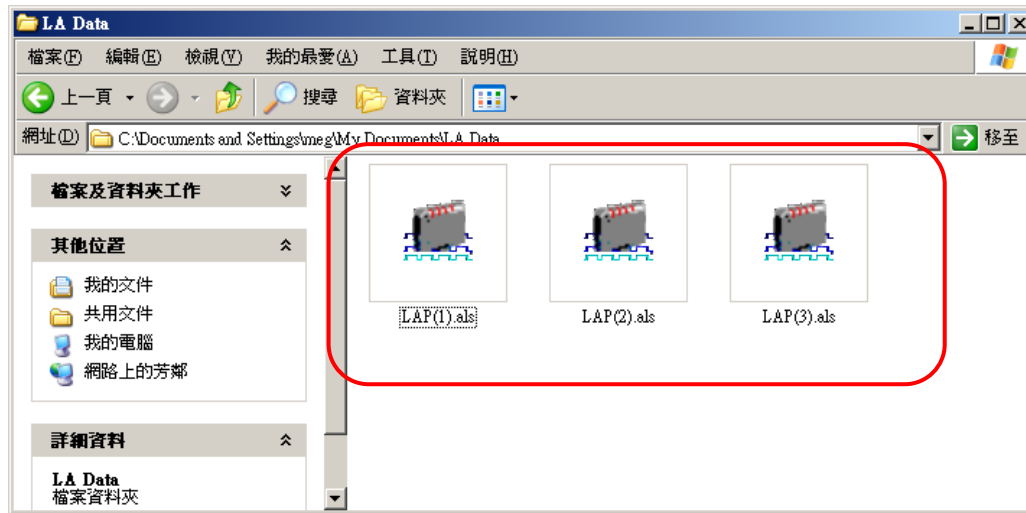 LA Data
檔案(F) 編輯(E) 檢視(V) 我的最愛(A) 工具(T) 說明(H)
上一頁 搜尋 資料夾
網址(D) C:\Documents and Settings\meg\My Documents\LA Data 移至
檔案及資料夾工作
其他位置
我的文件
共用文件
我的電腦
網路上的芳鄰
詳細資料
LA Data
檔案資料夾
LAP(1).als LAP(2).als LAP(3).als